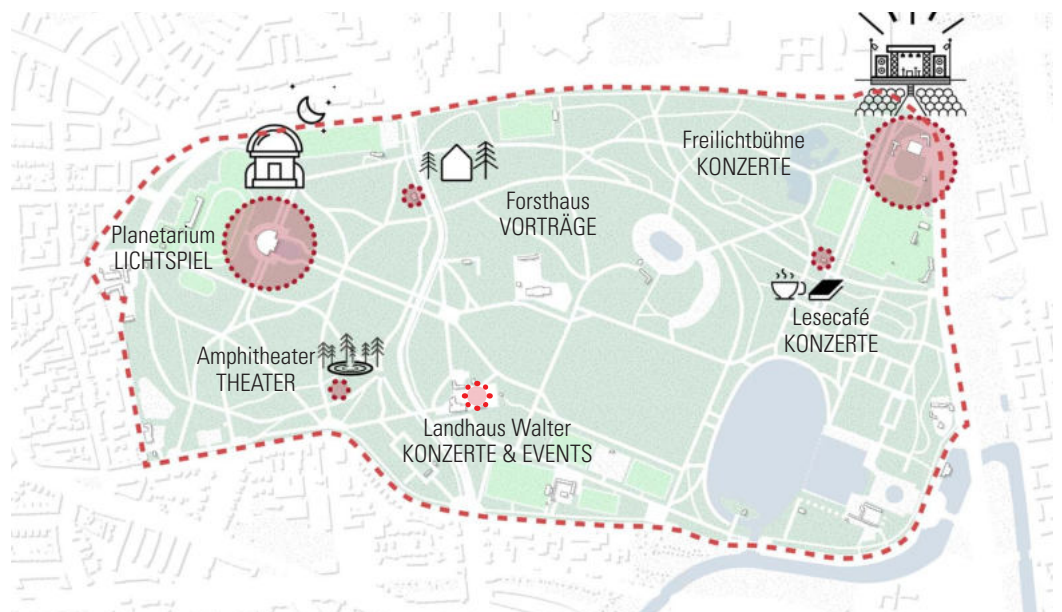 Freilichtbühne
KONZERTE
Forsthaus
VORTRÄGE
Planetarium
LICHTSPIEL
Lesecafé
KONZERTE
Amphitheater
THEATER
Landhaus Walter
KONZERTE & EVENTS